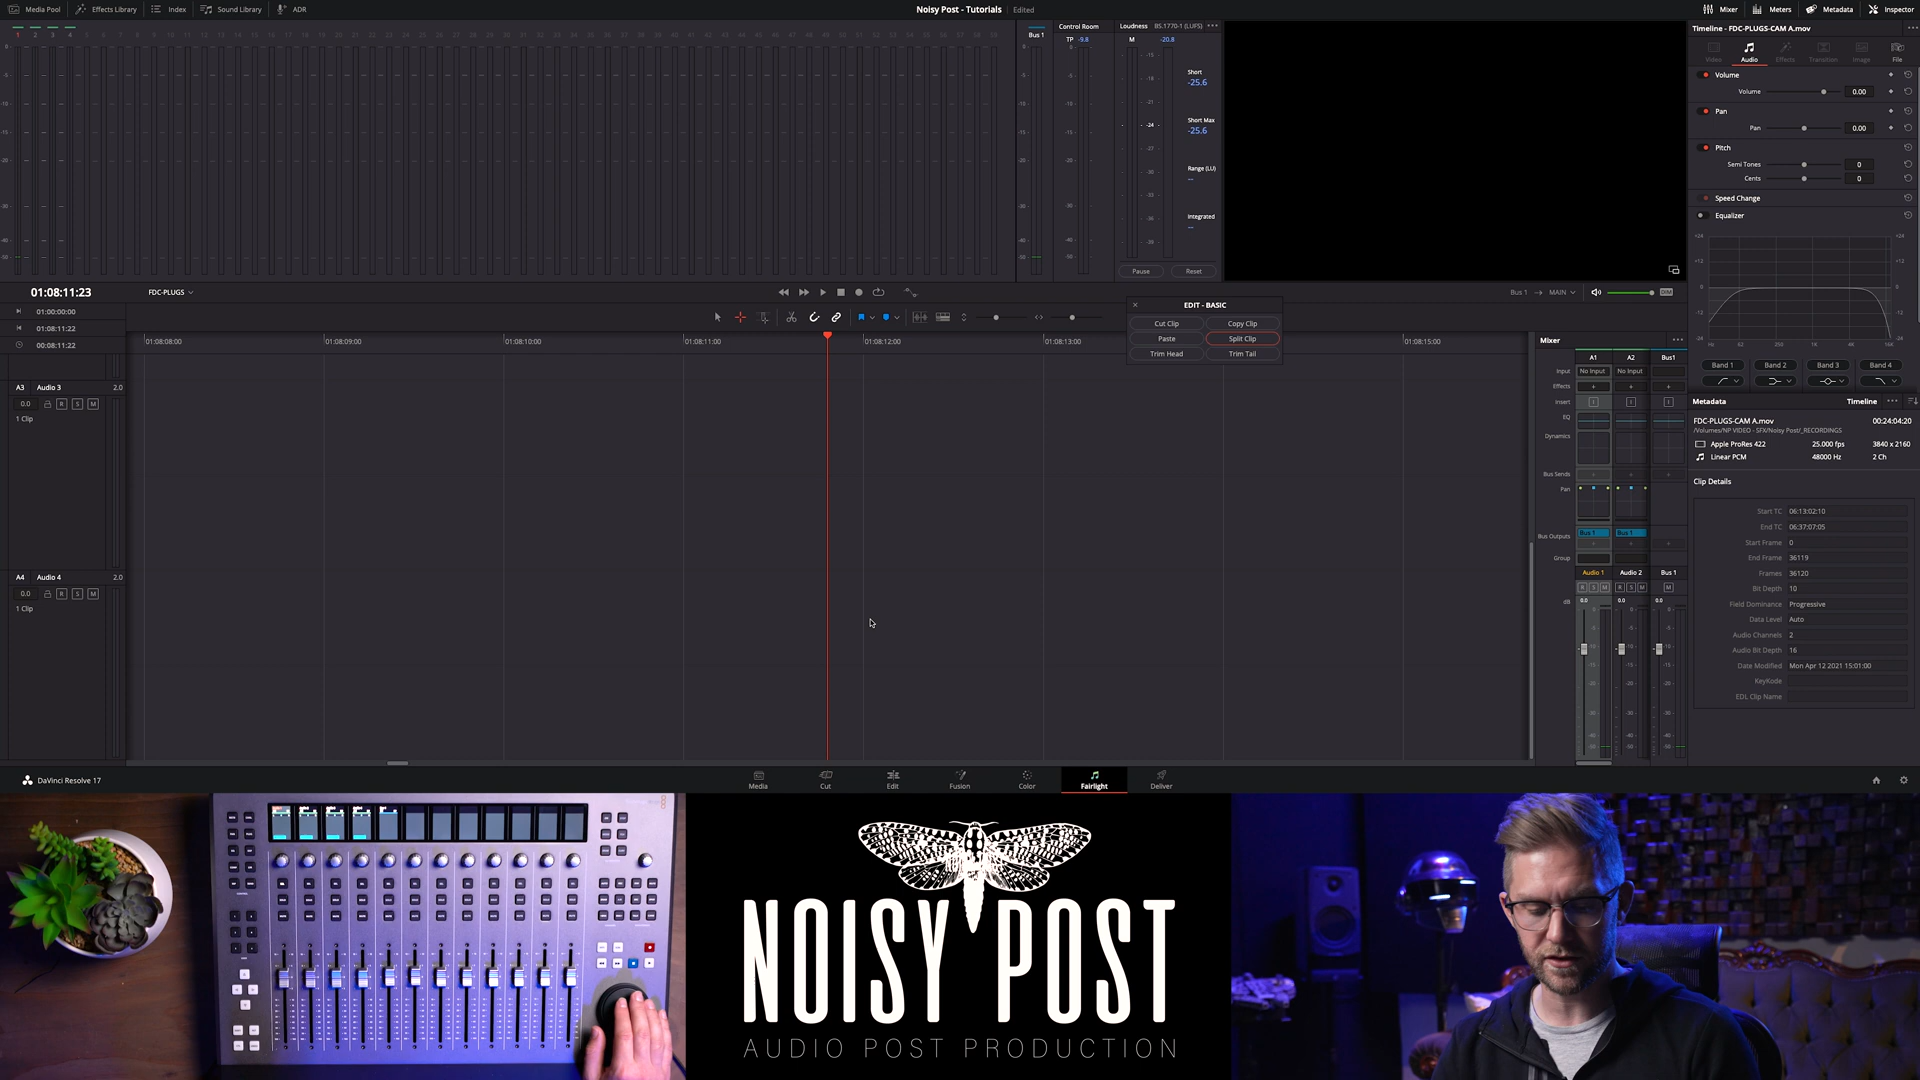 Media Pool
Effects Library
Index
Sound Library
ADR
Noisy Post - Tutorials
Edited
Mixer
Meters
Metadata
Inspector
Bus 1
Control Room
TP -9.8
Loudness
BS.1770-1 (LUFS)
M -20.8
Short
-25.6
Short Max
-25.6
Range (LU)
--
Integrated
--
Pause
Reset
Timeline - FDC-PLUGS-CAM A.mov
Video
Audio
Effects
Transition
Image
File
Volume
Volume 0.00
Pan
Pan 0.00
Pitch
Semi Tones 0
Cents 0
Speed Change
Equalizer
Band 1
Band 2
Band 3
Band 4
01:08:11:23
FDC-PLUGS
Bus 1
MAIN
DIM
01:00:00:00
01:08:11:22
00:08:11:22
EDIT - BASIC
Cut Clip
Copy Clip
Paste
Split Clip
Trim Head
Trim Tail
01:08:08:00
01:08:09:00
01:08:10:00
01:08:11:00
01:08:12:00
01:08:13:00
01:08:15:00
A3 Audio 3 2.0
0.0 R S M
1 Clip
A4 Audio 4 2.0
0.0 R S M
1 Clip
Mixer
A1 A2 Bus1
Input No Input No Input
Effects
Insert
EQ
Dynamics
Bus Sends
Pan
Bus Outputs Bus 1 Bus 1
Group
Audio 1 Audio 2 Bus 1
R S M R S M M
dB 0.0 0.0 0.0
Metadata
Timeline
FDC-PLUGS-CAM A.mov 00:24:04:20
/Volumes/NP VIDEO - SFX/Noisy Post/_RECORDINGS
Apple ProRes 422 25.000 fps 3840 x 2160
Linear PCM 48000 Hz 2 Ch
Clip Details
Start TC 06:13:02:10
End TC 06:37:07:05
Start Frame 0
End Frame 36119
Frames 36120
Bit Depth 10
Field Dominance Progressive
Data Level Auto
Audio Channels 2
Audio Bit Depth 16
Date Modified Mon Apr 12 2021 15:01:00
KeyKode
EDL Clip Name
DaVinci Resolve 17
Media
Cut
Edit
Fusion
Color
Fairlight
Deliver
NOISY POST
AUDIO POST PRODUCTION